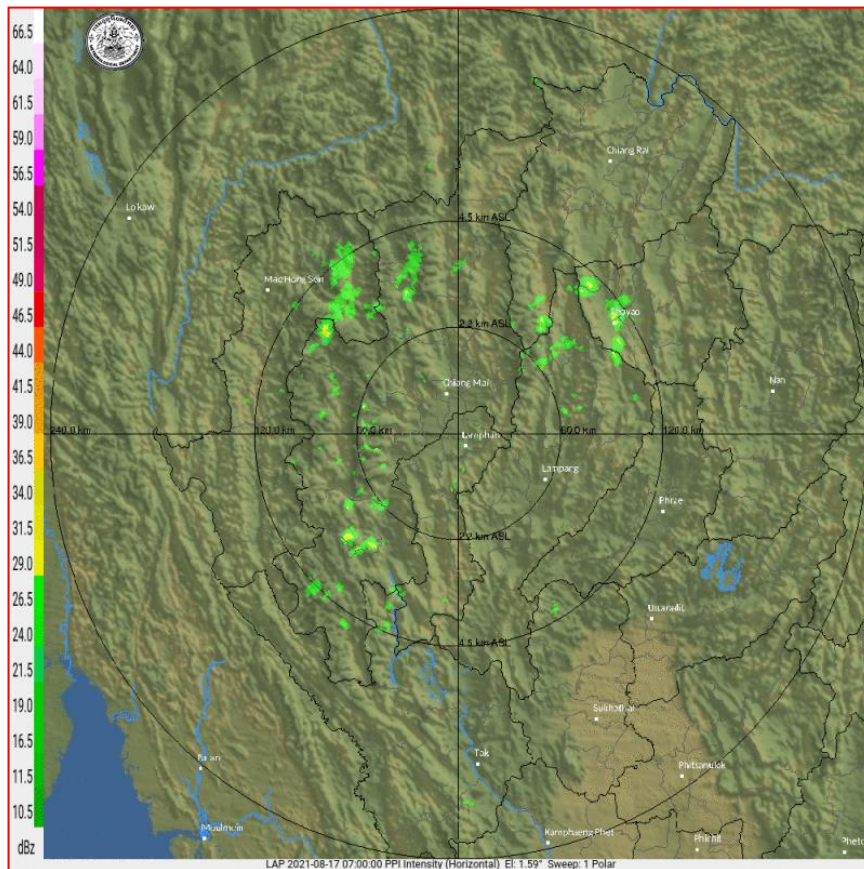 66.5
64.0
61.5
59.0
56.5
54.0
51.5
49.0
46.5
44.0
41.5
39.0
36.5
34.0
31.5
29.0
26.5
24.0
21.5
19.0
16.5
14.0
11.5
10.5
dBz
Chiang Rai
Loikaw
4.5 km ASL
Mae Hong Son
2.2 km ASL
Chiang Mai
Nan
240.0 km
120.0 km
60.0 km
120.0 km
Lamphun
Lampang
Phrae
2.2 km ASL
Uttaradit
4.5 km ASL
Sukhothai
Tak
Pa'an
Phitsanulok
Moulmein
Kamphaeng Phet
Phichit
LAP 2021-08-17 07:00:00 PPI Intensity (Horizontal) El: 1.59° Sweep: 1 Polar